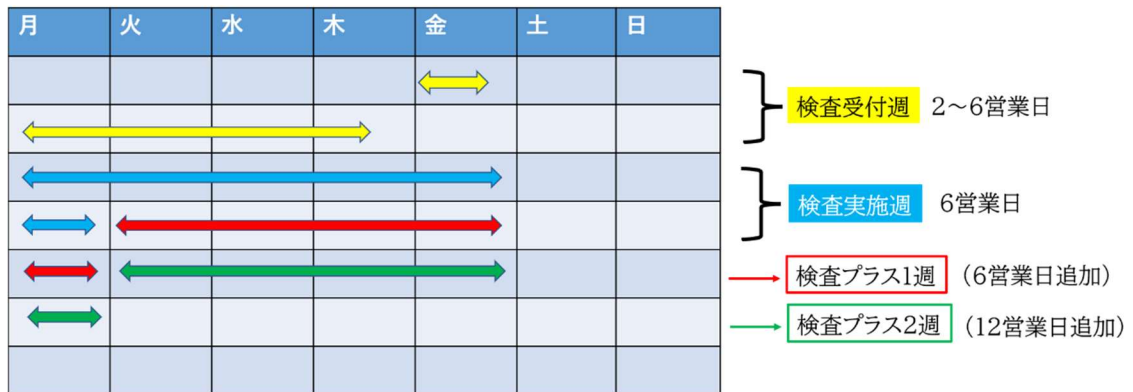 月 火 水 木 金 土 日
検査受付週 2～6営業日
検査実施週 6営業日
検査プラス1週 (6営業日追加)
検査プラス2週 (12営業日追加)